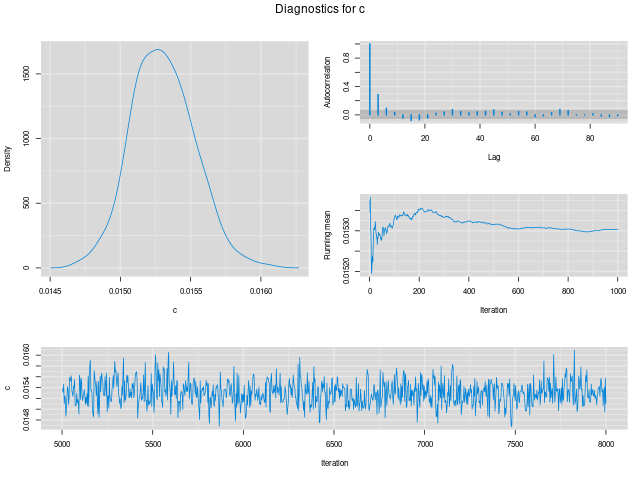 Diagnostics for c
Density
0 500 1000 1500
0.0145 0.0150 0.0155 0.0160
c
Autocorrelation
0.0 0.4 0.8
0 20 40 60 80
Lag
Running mean
0.01520 0.01530
0 200 400 600 800 1000
Iteration
c
0.0148 0.0154 0.0160
5000 5500 6000 6500 7000 7500 8000
Iteration